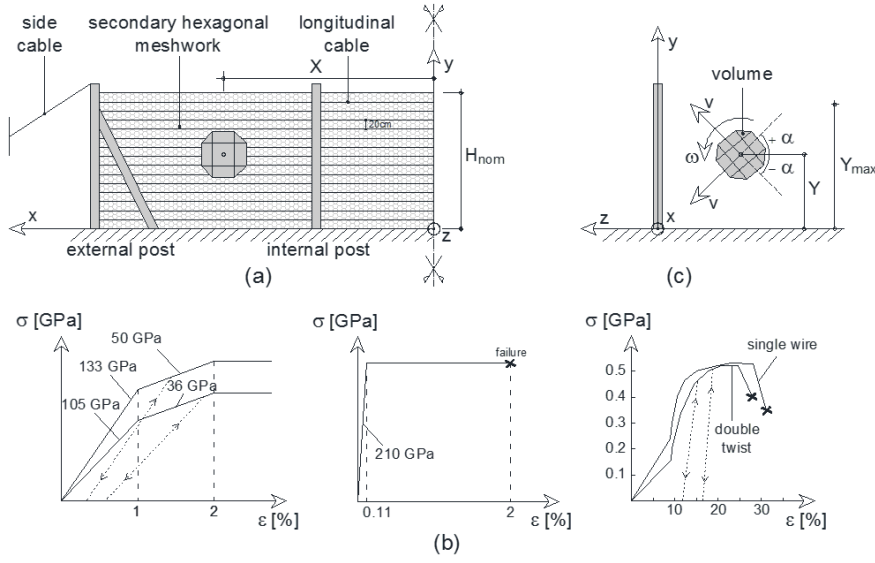 side
cable
secondary hexagonal
meshwork
longitudinal
cable
X
y
20cm
H nom
x
z
external post
internal post
(a)
y
volume
v
ω
+ α
- α
v
Y
Y max
z
x
(c)
σ [GPa]
50 GPa
133 GPa
36 GPa
105 GPa
1
2
ε [%]
σ [GPa]
failure
210 GPa
0.11
2
ε [%]
(b)
σ [GPa]
single wire
0.5
0.4
0.3
0.2
0.1
double
twist
10
20
30
ε [%]